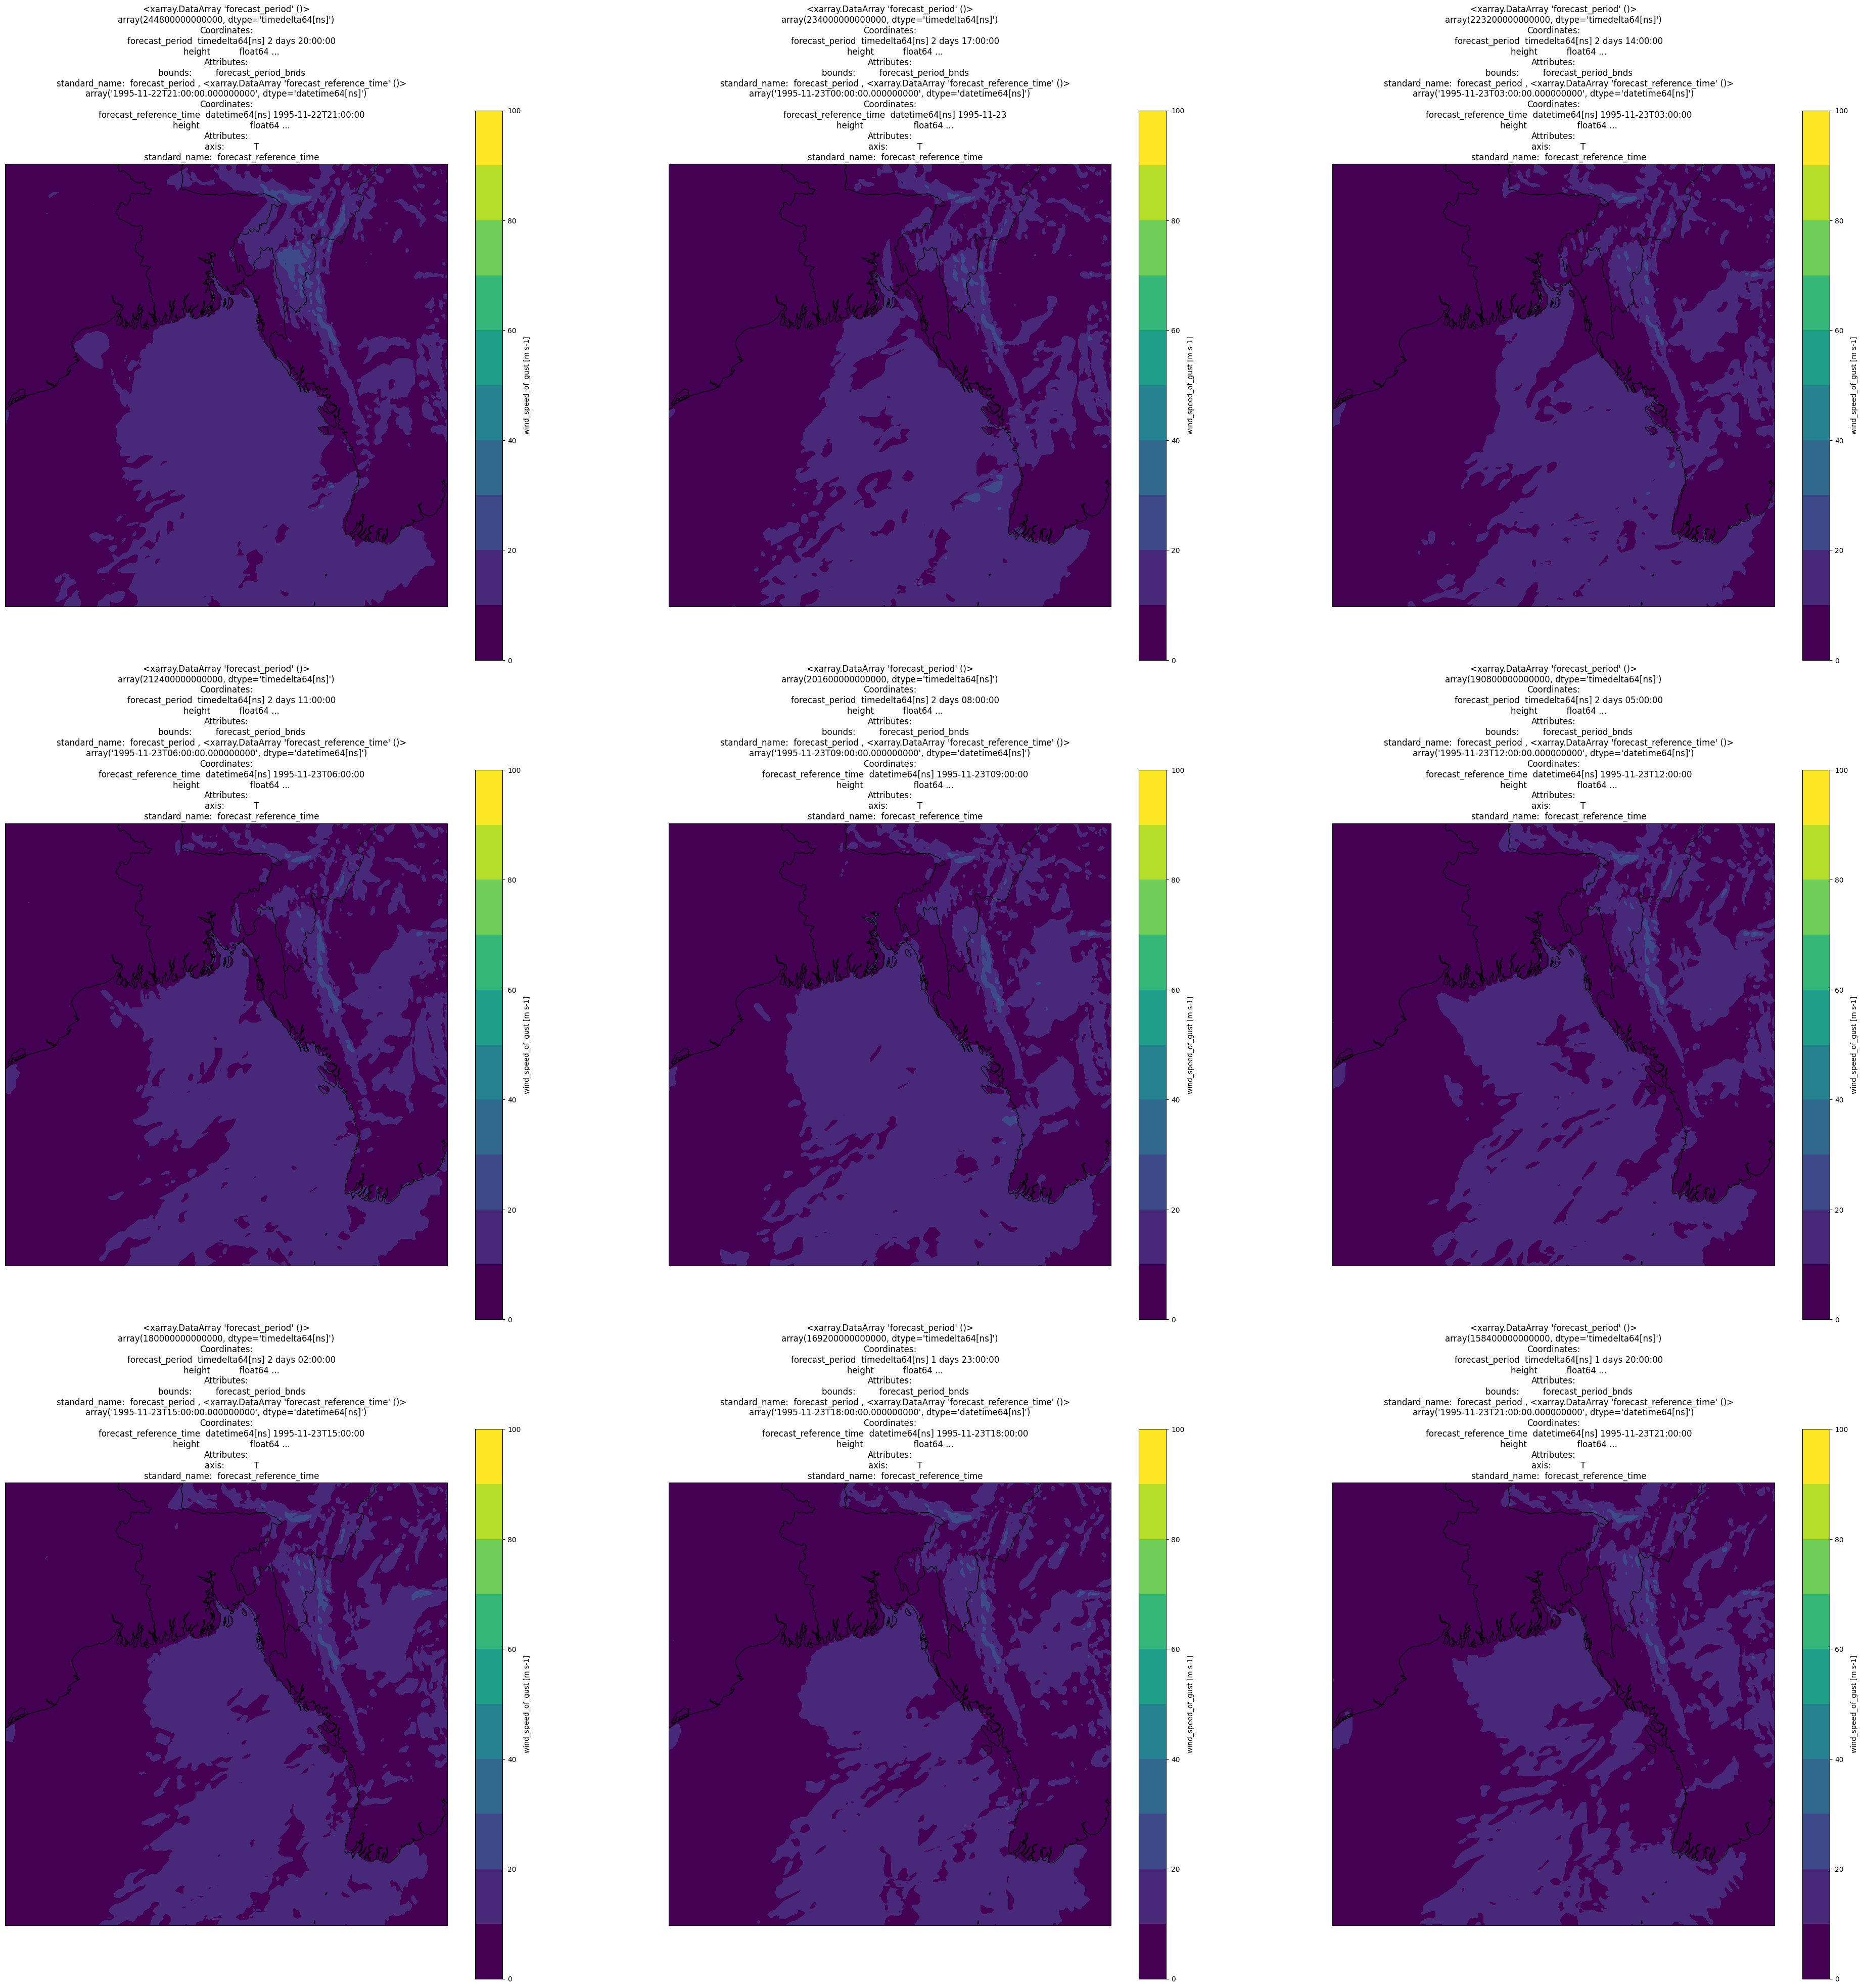 <xarray.DataArray 'forecast_period' ()>
array(244800000000000, dtype='timedelta64[ns]')
Coordinates:
forecast_period  timedelta64[ns] 2 days 20:00:00
height           float64 ...
Attributes:
bounds:         forecast_period_bnds
standard_name:  forecast_period , <xarray.DataArray 'forecast_reference_time' ()>
array('1995-11-22T21:00:00.000000000', dtype='datetime64[ns]')
Coordinates:
forecast_reference_time  datetime64[ns] 1995-11-22T21:00:00
height                   float64 ...
Attributes:
axis:           T
standard_name:  forecast_reference_time
100
80
60
40
20
0
wind_speed_of_gust [m s-1]
<xarray.DataArray 'forecast_period' ()>
array(234000000000000, dtype='timedelta64[ns]')
Coordinates:
forecast_period  timedelta64[ns] 2 days 17:00:00
height           float64 ...
Attributes:
bounds:         forecast_period_bnds
standard_name:  forecast_period , <xarray.DataArray 'forecast_reference_time' ()>
array('1995-11-23T00:00:00.000000000', dtype='datetime64[ns]')
Coordinates:
forecast_reference_time  datetime64[ns] 1995-11-23
height                   float64 ...
Attributes:
axis:           T
standard_name:  forecast_reference_time
100
80
60
40
20
0
wind_speed_of_gust [m s-1]
<xarray.DataArray 'forecast_period' ()>
array(223200000000000, dtype='timedelta64[ns]')
Coordinates:
forecast_period  timedelta64[ns] 2 days 14:00:00
height           float64 ...
Attributes:
bounds:         forecast_period_bnds
standard_name:  forecast_period , <xarray.DataArray 'forecast_reference_time' ()>
array('1995-11-23T03:00:00.000000000', dtype='datetime64[ns]')
Coordinates:
forecast_reference_time  datetime64[ns] 1995-11-23T03:00:00
height                   float64 ...
Attributes:
axis:           T
standard_name:  forecast_reference_time
100
80
60
40
20
0
wind_speed_of_gust [m s-1]
<xarray.DataArray 'forecast_period' ()>
array(212400000000000, dtype='timedelta64[ns]')
Coordinates:
forecast_period  timedelta64[ns] 2 days 11:00:00
height           float64 ...
Attributes:
bounds:         forecast_period_bnds
standard_name:  forecast_period , <xarray.DataArray 'forecast_reference_time' ()>
array('1995-11-23T06:00:00.000000000', dtype='datetime64[ns]')
Coordinates:
forecast_reference_time  datetime64[ns] 1995-11-23T06:00:00
height                   float64 ...
Attributes:
axis:           T
standard_name:  forecast_reference_time
100
80
60
40
20
0
wind_speed_of_gust [m s-1]
<xarray.DataArray 'forecast_period' ()>
array(201600000000000, dtype='timedelta64[ns]')
Coordinates:
forecast_period  timedelta64[ns] 2 days 08:00:00
height           float64 ...
Attributes:
bounds:         forecast_period_bnds
standard_name:  forecast_period , <xarray.DataArray 'forecast_reference_time' ()>
array('1995-11-23T09:00:00.000000000', dtype='datetime64[ns]')
Coordinates:
forecast_reference_time  datetime64[ns] 1995-11-23T09:00:00
height                   float64 ...
Attributes:
axis:           T
standard_name:  forecast_reference_time
100
80
60
40
20
0
wind_speed_of_gust [m s-1]
<xarray.DataArray 'forecast_period' ()>
array(190800000000000, dtype='timedelta64[ns]')
Coordinates:
forecast_period  timedelta64[ns] 2 days 05:00:00
height           float64 ...
Attributes:
bounds:         forecast_period_bnds
standard_name:  forecast_period , <xarray.DataArray 'forecast_reference_time' ()>
array('1995-11-23T12:00:00.000000000', dtype='datetime64[ns]')
Coordinates:
forecast_reference_time  datetime64[ns] 1995-11-23T12:00:00
height                   float64 ...
Attributes:
axis:           T
standard_name:  forecast_reference_time
100
80
60
40
20
0
wind_speed_of_gust [m s-1]
<xarray.DataArray 'forecast_period' ()>
array(180000000000000, dtype='timedelta64[ns]')
Coordinates:
forecast_period  timedelta64[ns] 2 days 02:00:00
height           float64 ...
Attributes:
bounds:         forecast_period_bnds
standard_name:  forecast_period , <xarray.DataArray 'forecast_reference_time' ()>
array('1995-11-23T15:00:00.000000000', dtype='datetime64[ns]')
Coordinates:
forecast_reference_time  datetime64[ns] 1995-11-23T15:00:00
height                   float64 ...
Attributes:
axis:           T
standard_name:  forecast_reference_time
100
80
60
40
20
0
wind_speed_of_gust [m s-1]
<xarray.DataArray 'forecast_period' ()>
array(169200000000000, dtype='timedelta64[ns]')
Coordinates:
forecast_period  timedelta64[ns] 1 days 23:00:00
height           float64 ...
Attributes:
bounds:         forecast_period_bnds
standard_name:  forecast_period , <xarray.DataArray 'forecast_reference_time' ()>
array('1995-11-23T18:00:00.000000000', dtype='datetime64[ns]')
Coordinates:
forecast_reference_time  datetime64[ns] 1995-11-23T18:00:00
height                   float64 ...
Attributes:
axis:           T
standard_name:  forecast_reference_time
100
80
60
40
20
0
wind_speed_of_gust [m s-1]
<xarray.DataArray 'forecast_period' ()>
array(158400000000000, dtype='timedelta64[ns]')
Coordinates:
forecast_period  timedelta64[ns] 1 days 20:00:00
height           float64 ...
Attributes:
bounds:         forecast_period_bnds
standard_name:  forecast_period , <xarray.DataArray 'forecast_reference_time' ()>
array('1995-11-23T21:00:00.000000000', dtype='datetime64[ns]')
Coordinates:
forecast_reference_time  datetime64[ns] 1995-11-23T21:00:00
height                   float64 ...
Attributes:
axis:           T
standard_name:  forecast_reference_time
100
80
60
40
20
0
wind_speed_of_gust [m s-1]